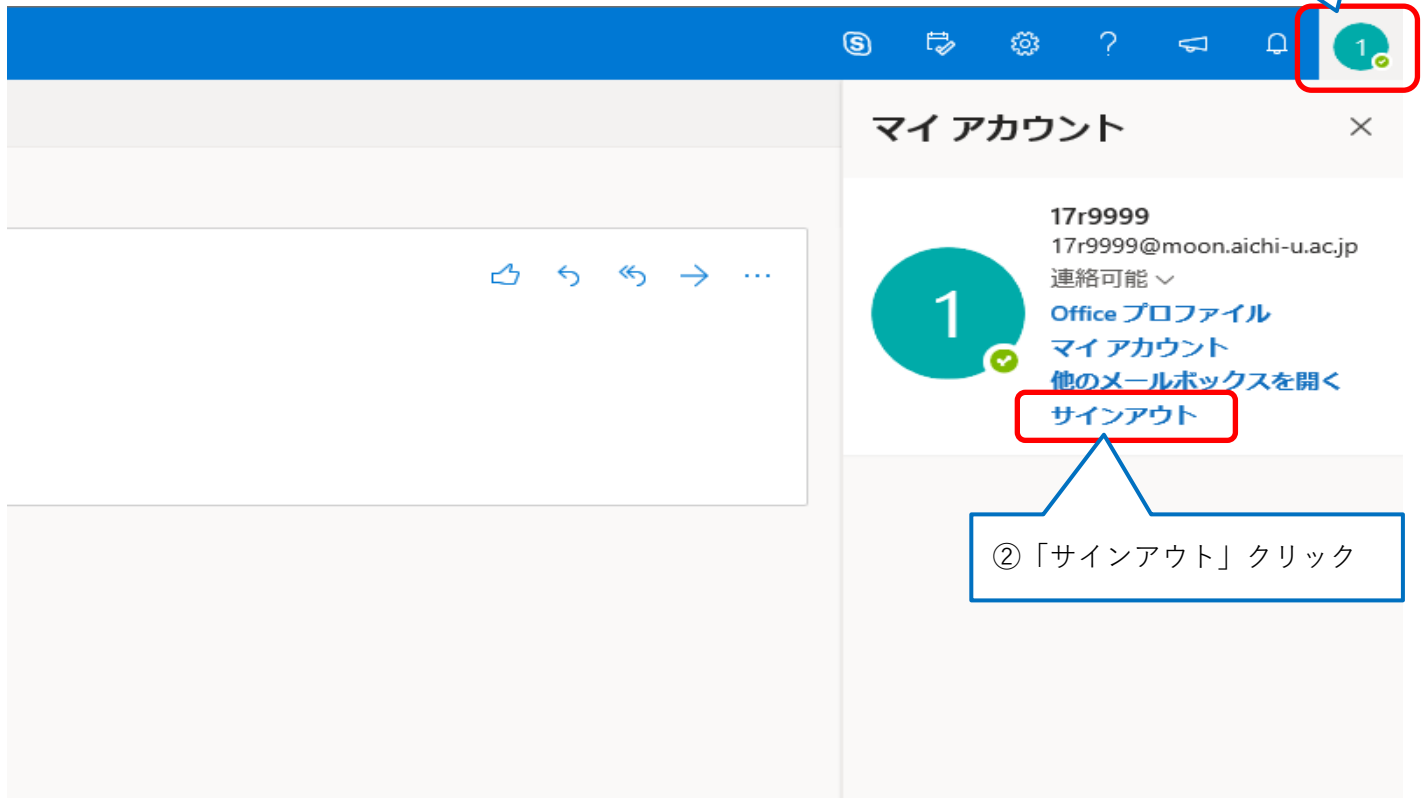 1
マイ アカウント
17r9999
17r9999@moon.aichi-u.ac.jp
連絡可能
1
Office プロファイル
マイ アカウント
他のメールボックスを開く
サインアウト
②「サインアウト」クリック